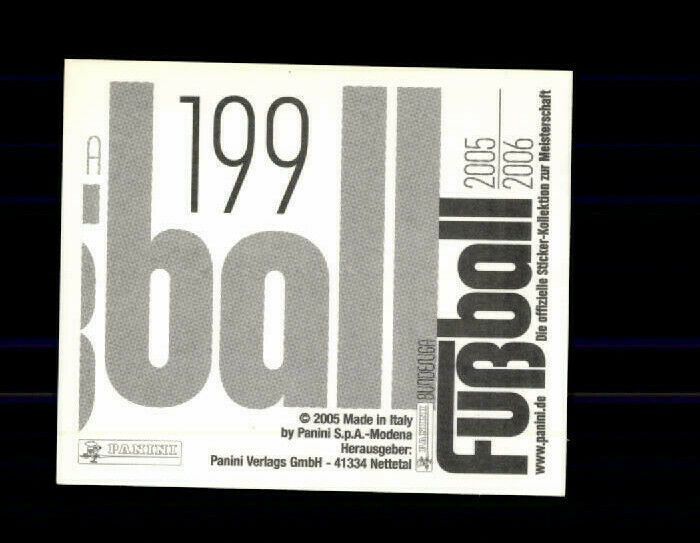 199
ball
© 2005 Made in Italy
by Panini S.p.A.-Modena
Herausgeber:
Panini Verlags GmbH - 41334 Nettetal
PANINI
PANINI BUNDESLIGA
Fußball
2005
2006
www.panini.de Die offizielle Sticker-Kollektion zur Meisterschaft